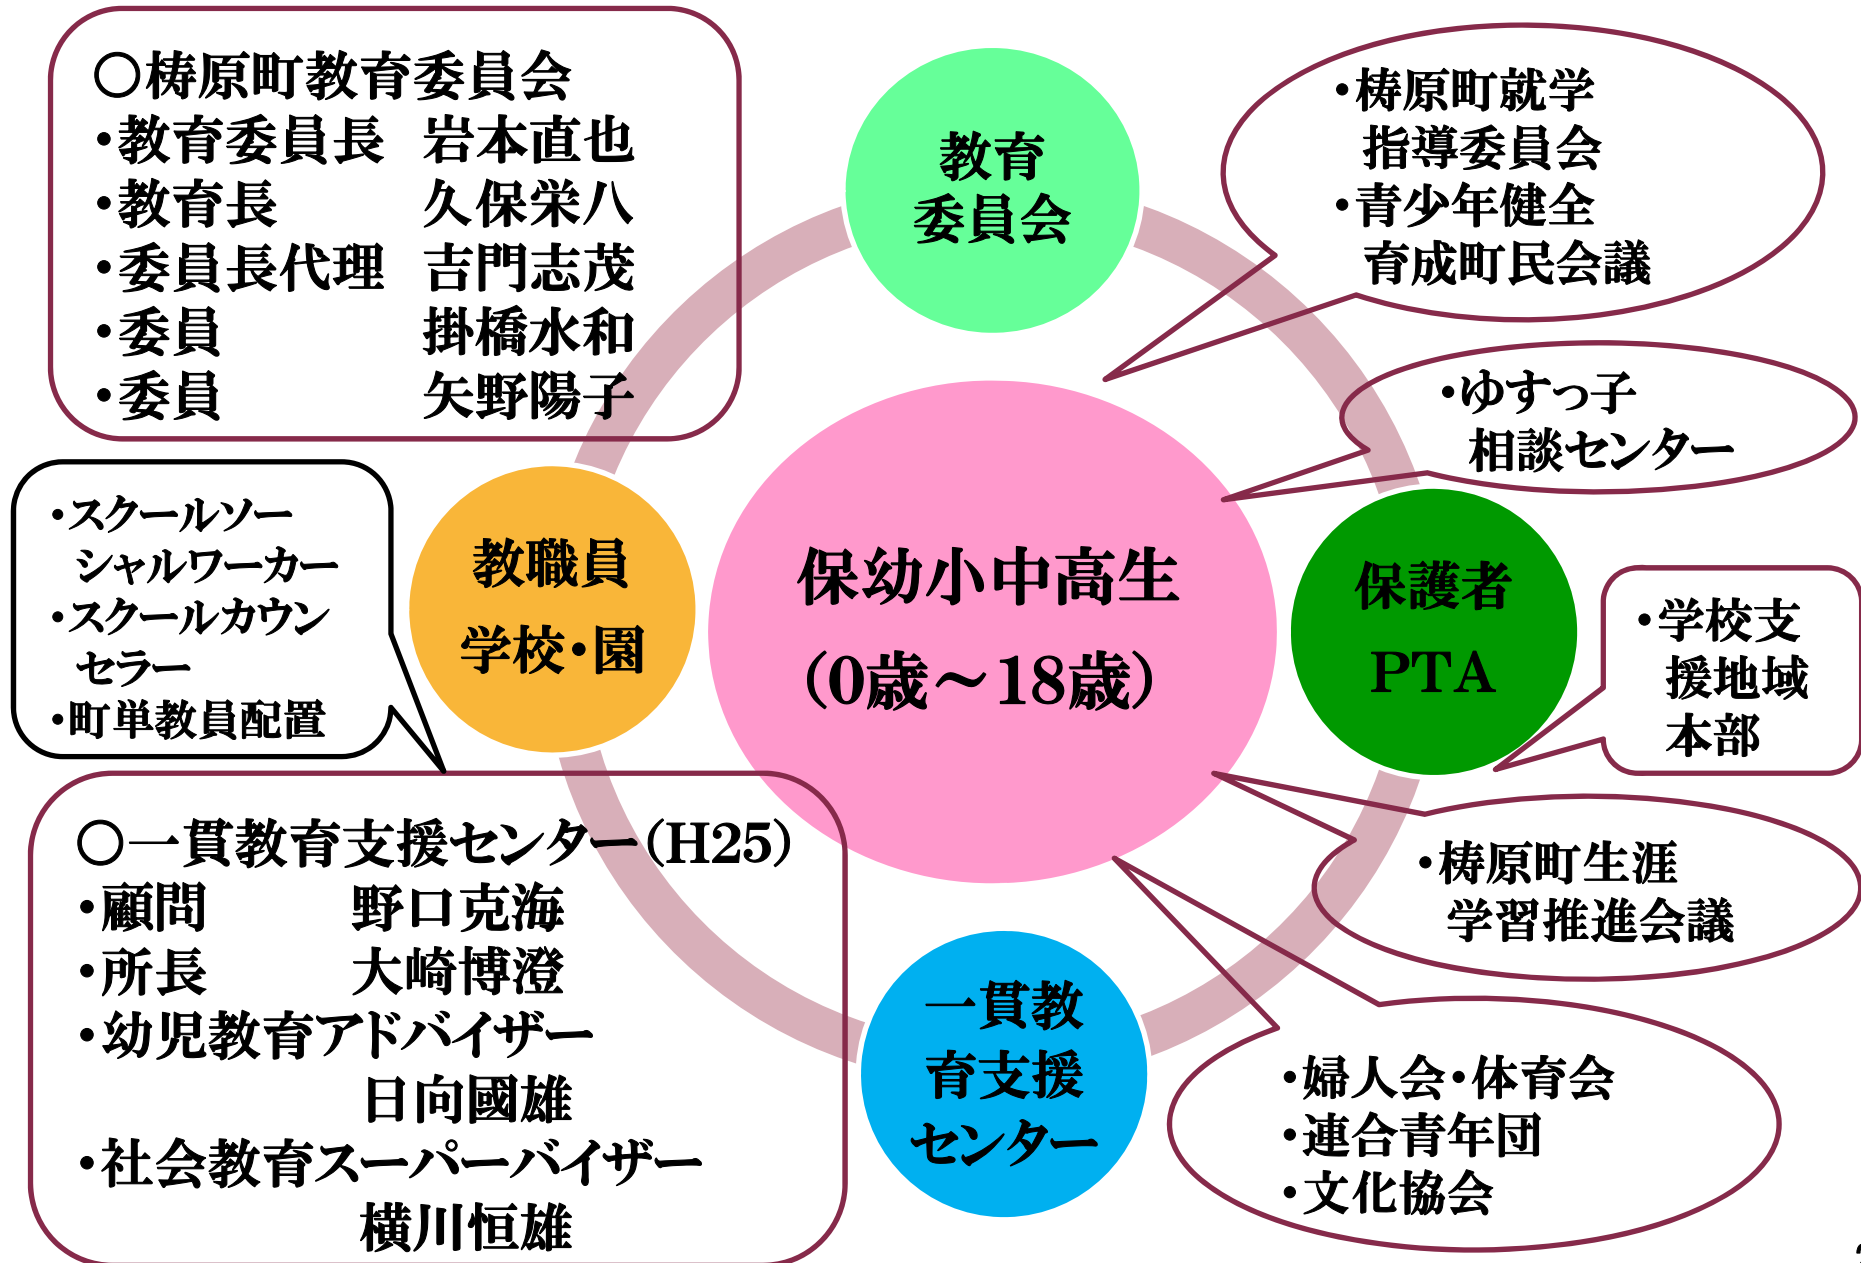 ○梼原町教育委員会
・教育委員長 岩本直也
・教育長 久保栄八
・委員長代理 吉門志茂
・委員 掛橋水和
・委員 矢野陽子
教育
委員会
・梼原町就学
指導委員会
・青少年健全
育成町民会議
・ゆすっ子
相談センター
・スクールソー
シャルワーカー
・スクールカウン
セラー
・町単教員配置
教職員
学校・園
保幼小中高生
(0歳～18歳)
保護者
PTA
・学校支
援地域
本部
○一貫教育支援センター(H25)
・顧問 野口克海
・所長 大崎博澄
・幼児教育アドバイザー
日向國雄
・社会教育スーパーバイザー
横川恒雄
一貫教
育支援
センター
・梼原町生涯
学習推進会議
・婦人会・体育会
・連合青年団
・文化協会